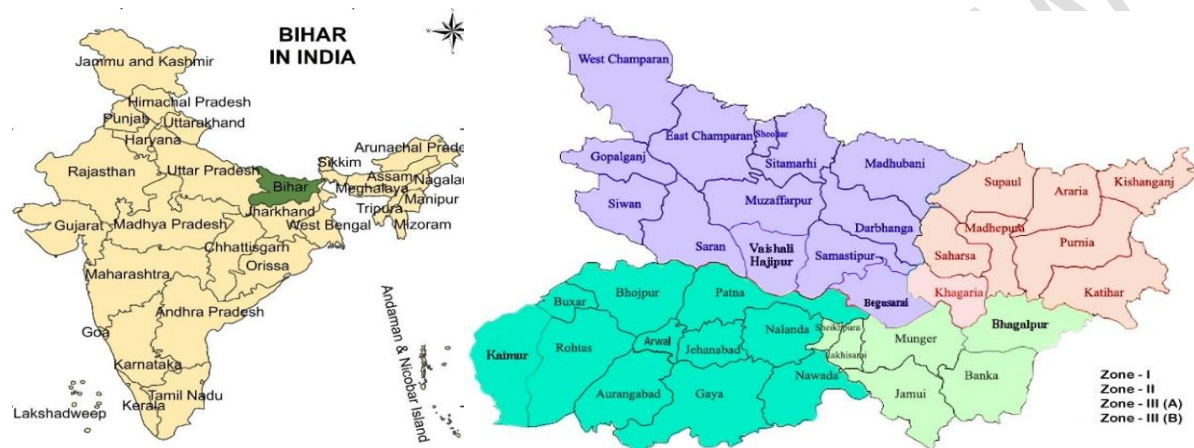 BIHAR
IN INDIA
Jammu and Kashmir
Himachal Pradesh
Punjab
Uttarakhand
Haryana
Arunachal Prade
Sikkim
Rajasthan
Uttar Pradesh
Assam
Nagalan
Bihar
Meghalaya
Manipur
Jharkhand
Tripura
Gujarat
Madhya Pradesh
West Bengal
Mizoram
Chhattisgarh
Orissa
Maharashtra
Andhra Pradesh
Goa
Karnataka
Tamil Nadu
Kerala
Lakshadweep
Andaman & Nicobar Island
West Champaran
East Champaran
Sheohar
Gopalganj
Sitamarhi
Madhubani
Siwan
Muzaffarpur
Darbhanga
Saran
Vaishali
Hajipur
Samastipur
Begusarai
Supaul
Araria
Kishanganj
Madhepura
Purnia
Saharsa
Khagaria
Katihar
Buxar
Bhojpur
Patna
Kaimur
Rohtas
Arwal
Jehanabad
Nalanda
Sheikhpura
Lakhisarai
Munger
Bhagalpur
Aurangabad
Gaya
Nawada
Jamui
Banka
Zone - I
Zone - II
Zone - III (A)
Zone - III (B)